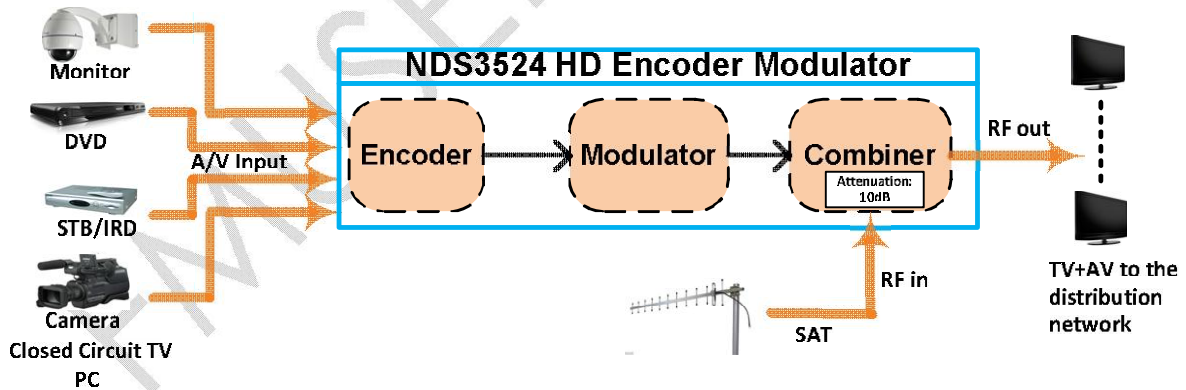 NDS3524 HD Encoder Modulator
Monitor
DVD
A/V Input
STB/IRD
Camera
Closed Circuit TV
PC
Encoder
Modulator
Combiner
Attenuation:
10dB
RF out
RF in
SAT
TV+AV to the
distribution
network
FMUSER